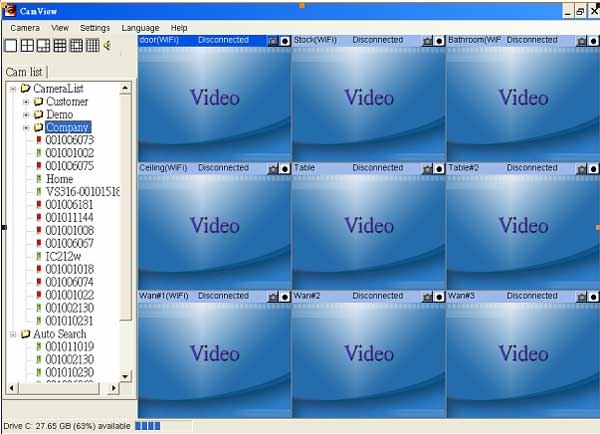 CamView
Camera View Settings Language Help
Cam list
CameraList
Customer
Demo
Company
001006073
001001002
001006075
Home
VS316-00101518
001006181
001011144
001001008
001006067
IC212w
001001018
001006074
001001022
001002130
001010231
Auto Search
001011019
001002130
001010230
door(WiFi) Disconnected
Stock(WiFi) Disconnected
Bathroom(WiF Disconnected
Video
Video
Video
Ceiling(WiFi) Disconnected
Table Disconnected
Table#2 Disconnected
Video
Video
Video
Wan#1(WiFi) Disconnected
Wan#2 Disconnected
Wan#3 Disconnected
Video
Video
Video
Drive C: 27.65 GB (63%) available